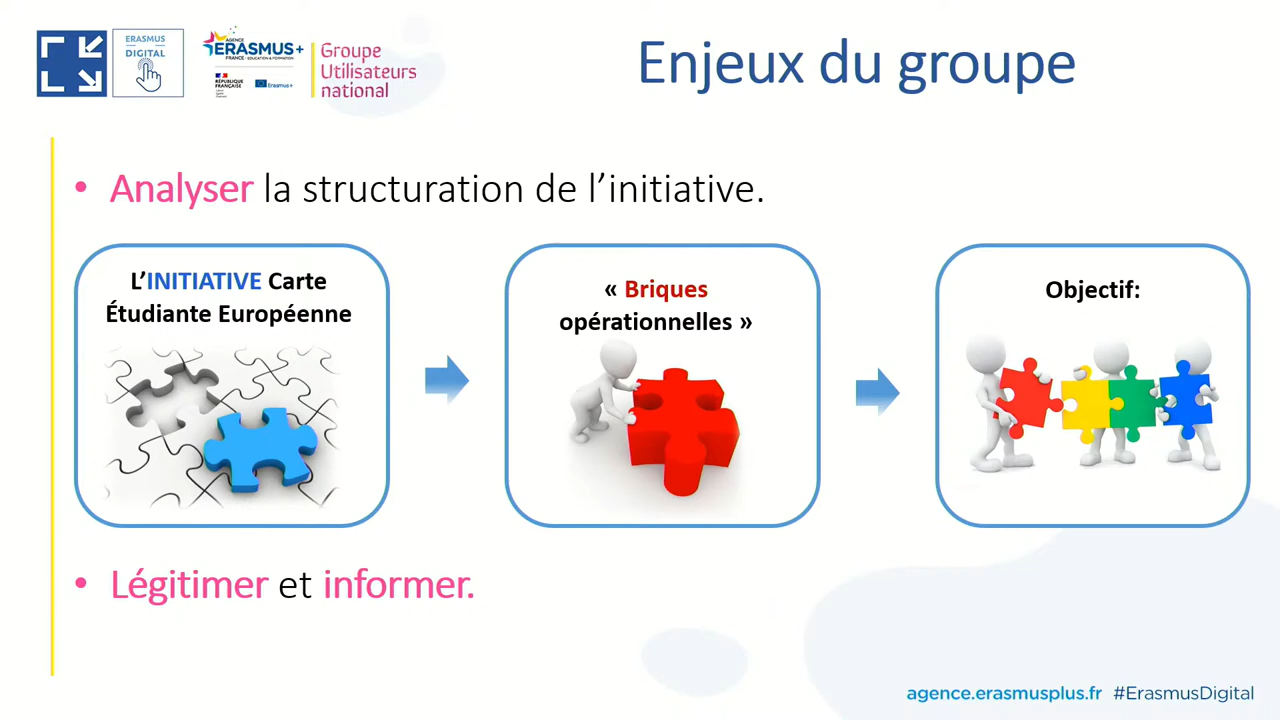 ERASMUS
DIGITAL
AGENCE
ERASMUS+
FRANCE · EDUCATION & FORMATION
RÉPUBLIQUE
FRANÇAISE
Erasmus+
Groupe
Utilisateurs
national
Enjeux du groupe
• Analyser la structuration de l’initiative.
L’INITIATIVE Carte
Étudiante Européenne
« Briques
opérationnelles »
Objectif:
• Légitimer et informer.
agence.erasmusplus.fr #ErasmusDigital